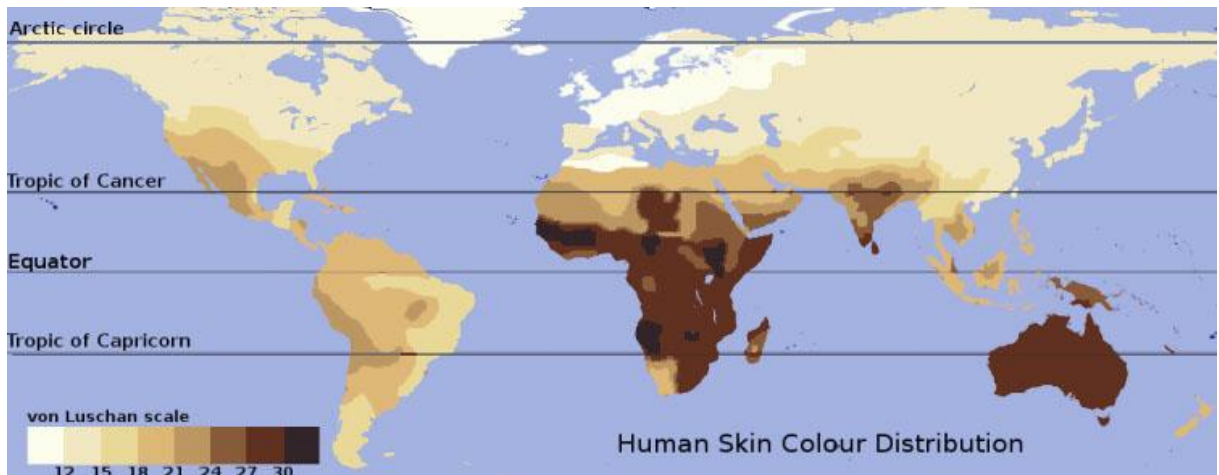 Arctic circle
Tropic of Cancer
Equator
Tropic of Capricorn
von Luschan scale
12 15 18 21 24 27 30
Human Skin Colour Distribution